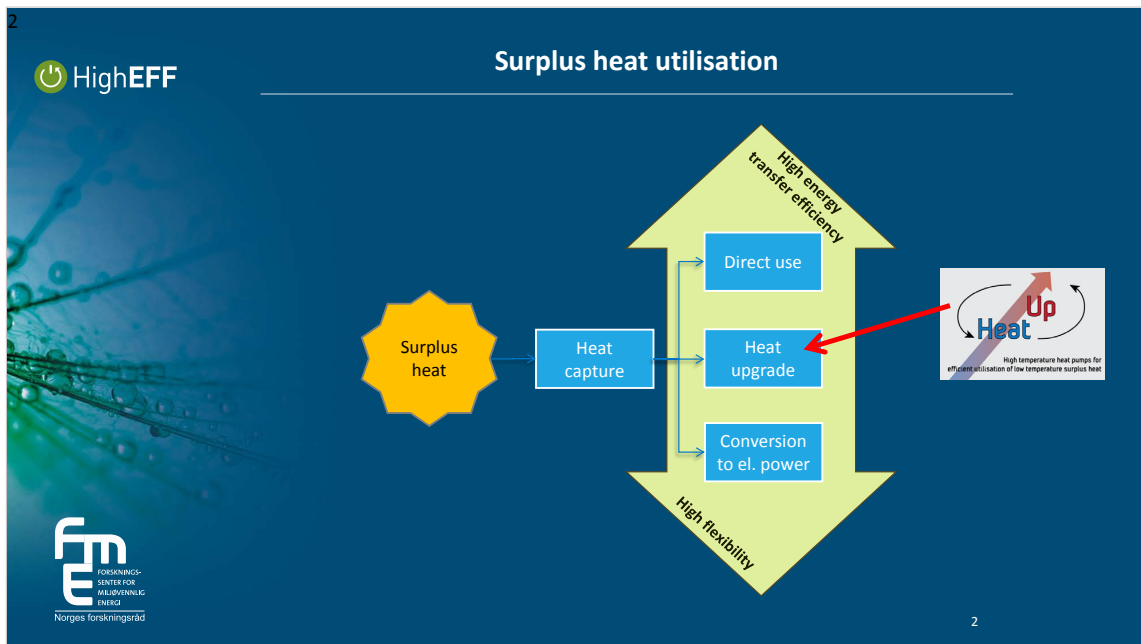 2
HighEFF
Surplus heat utilisation
High energy
transfer efficiency
Direct use
Surplus
heat
Heat
capture
Heat
upgrade
Up
Heat
High temperature heat pumps for
efficient utilisation of low temperature surplus heat
Conversion
to el. power
High flexibility
fmE
FORSKNINGS-
SENTER FOR
MILJØVENNLIG
ENERGI
Norges forskningsråd
2